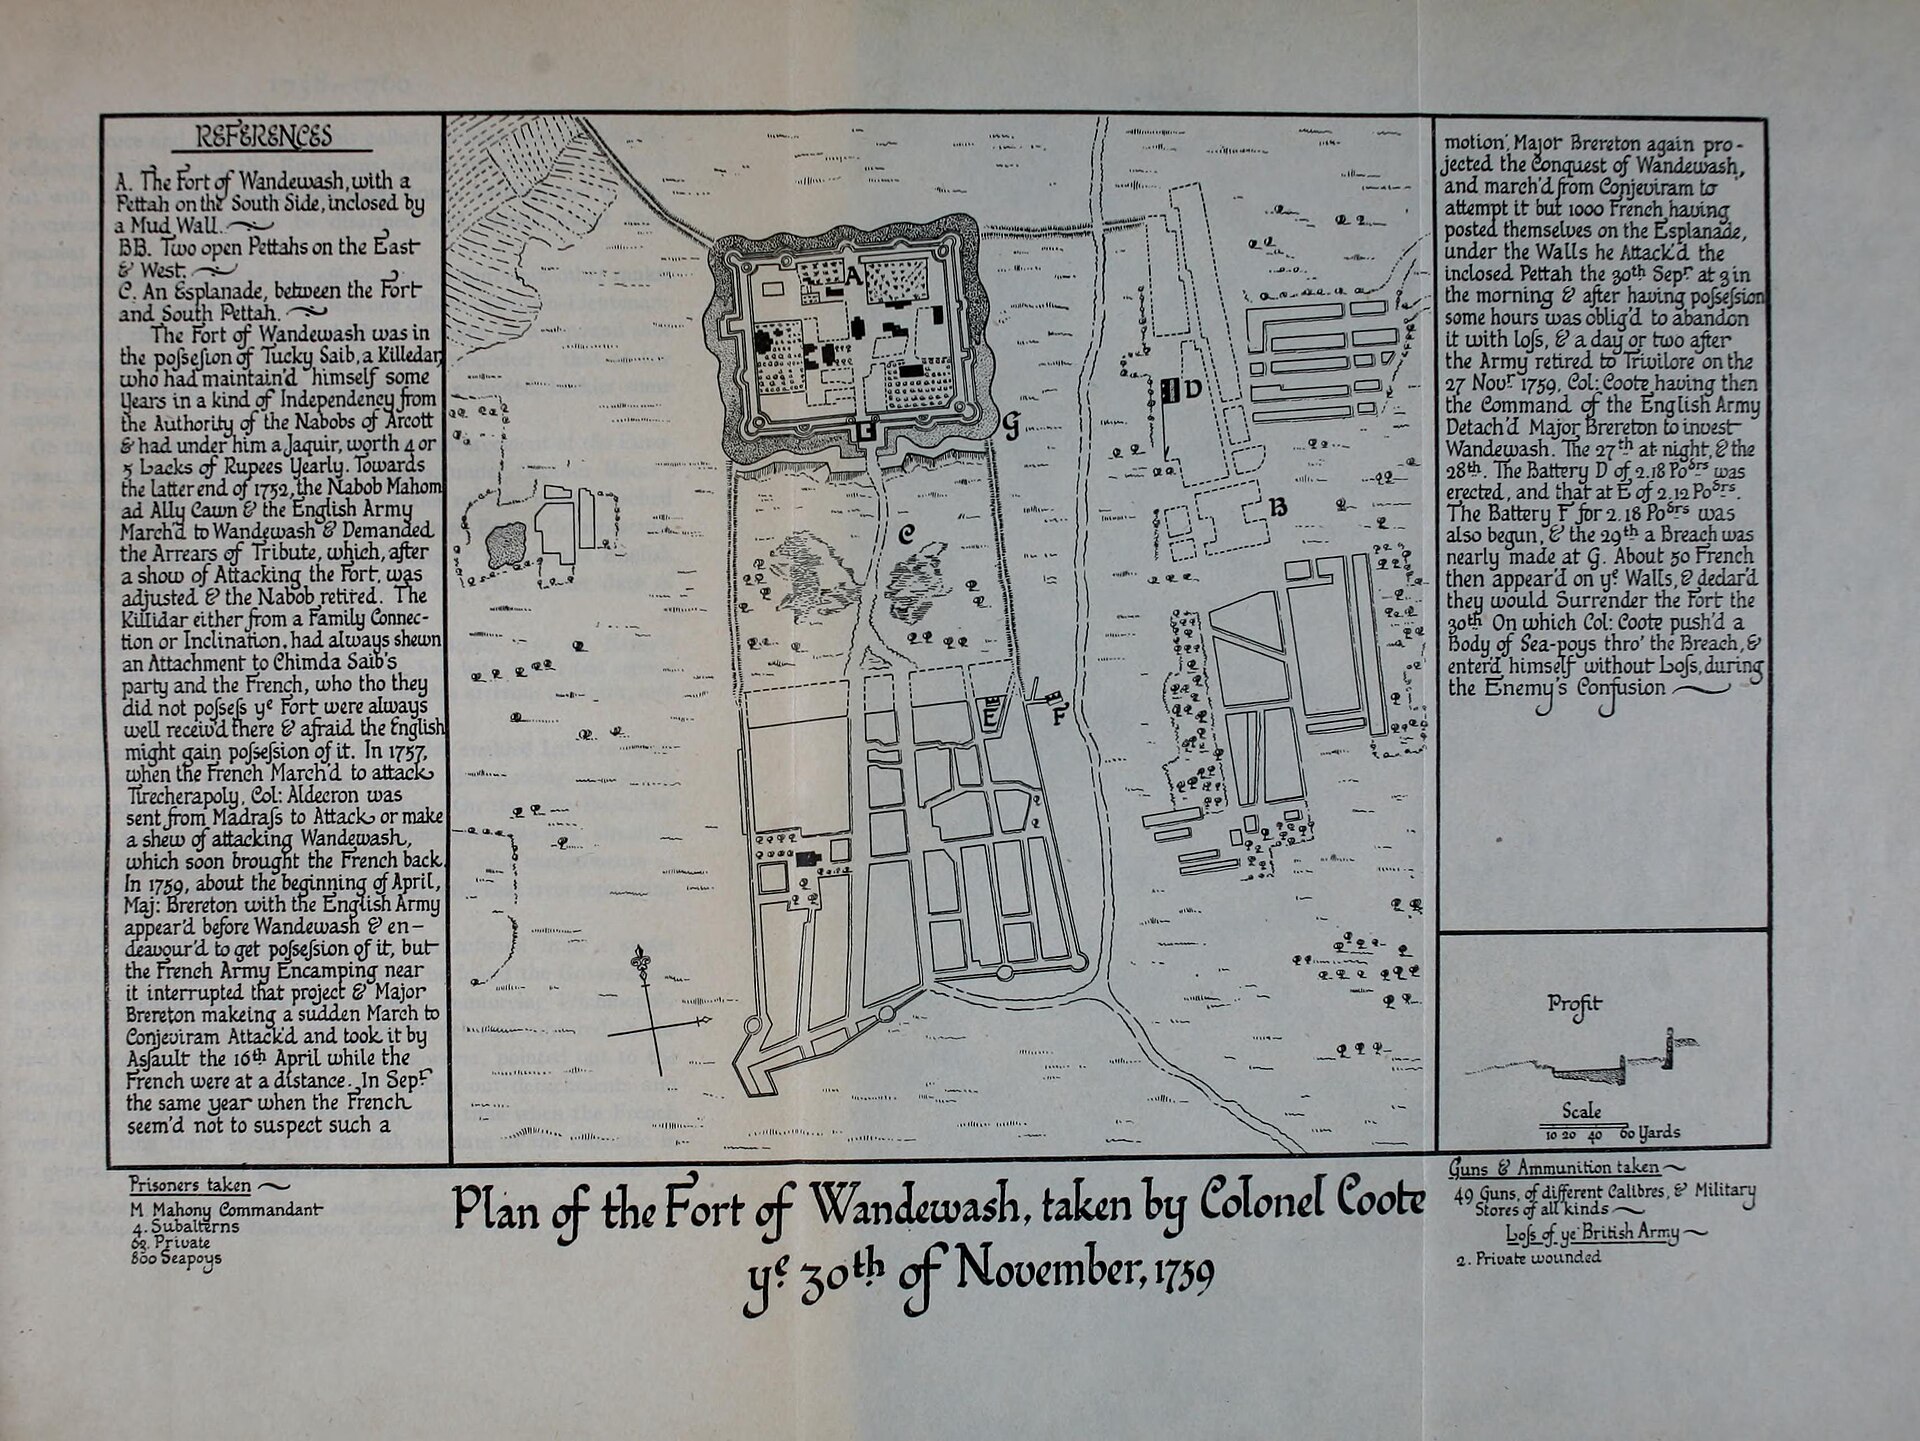 REFERENCES
A. The Fort of Wandewash, with a
Pettah on the South Side, inclosed by
a Mud Wall.
BB. Two open Pettahs on the East
& West.
C. An Esplanade, between the Fort
and South Pettah.
The Fort of Wandewash was in
the poſseſion of Tucky Saib, a Killedar,
who had maintain'd himself some
Years in a kind of Independency from
the Authority of the Nabobs of Arcott
& had under him a Jaquir, worth 4 or
5 Lacks of Rupees Yearly. Towards
the latter end of 1752, the Nabob Mahom
ad Ally Cawn & the English Army
March'd to Wandewash & Demanded
the Arrears of Tribute, which, after
a show of Attacking the Fort, was
adjusted & the Nabob retired. The
Killidar either from a Family Connec-
tion or Inclination, had always shewn
an Attachment to Chimda Saib's
party and the French, who tho they
did not poſseſs yᵉ Fort were always
well receiv'd there & afraid the English
might gain poſseſsion of it. In 1757,
when the French March'd to attack
Tirecherapoly, Col: Aldecron was
sent from Madraſs to Attack or make
a shew of attacking Wandewash,
which soon brought the French back.
In 1759, about the beginning of April,
Maj: Brereton with the English Army
appear'd before Wandewash & en-
deavour'd to get poſseſsion of it, but
the French Army Encamping near
it interrupted that project & Major
Brereton makeing a sudden March to
Conjeviram Attack'd and took it by
Aſsault the 16th April while the
French were at a distance. In Sepʳ
the same year when the French
seem'd not to suspect such a
A
G
D
B
C
E
F
motion, Major Brereton again pro-
jected the Conquest of Wandewash,
and march'd from Conjeviram to
attempt it but 1000 French having
posted themselves on the Esplanade,
under the Walls he Attack'd the
inclosed Pettah the 30th Sepʳ at 3 in
the morning & after having poſseſsion
some hours was oblig'd to abandon
it with loſs, & a day or two after
the Army retired to Trivilore on the
27 Novʳ 1759, Col: Coote having then
the Command of the English Army
Detach'd Major Brereton to invest
Wandewash. The 27th at night, & the
28th. The Battery D of 2.18 Poᵈʳˢ was
erected, and that at E of 2.12 Poᵈʳˢ.
The Battery F for 2.18 Poᵈʳˢ was
also begun, & the 29th a Breach was
nearly made at G. About 50 French
then appear'd on yᵉ Walls, & declar'd
they would Surrender the Fort the
30th On which Col: Coote push'd a
Body of Sea-poys thro' the Breach, &
enter'd himself without Loſs, during
the Enemy's Confusion
Profit
Scale
10 20 40 60 Yards
Prisoners taken
M Mahony Commandant
4. Subalterns
63. Private
800 Seapoys
Plan of the Fort of Wandewash, taken by Colonel Coote
yᵉ 30th of November, 1759
Guns & Ammunition taken
49 Guns, of different Calibres, & Military
Stores of all kinds
Loſs of yᵉ British Army
2. Private wounded